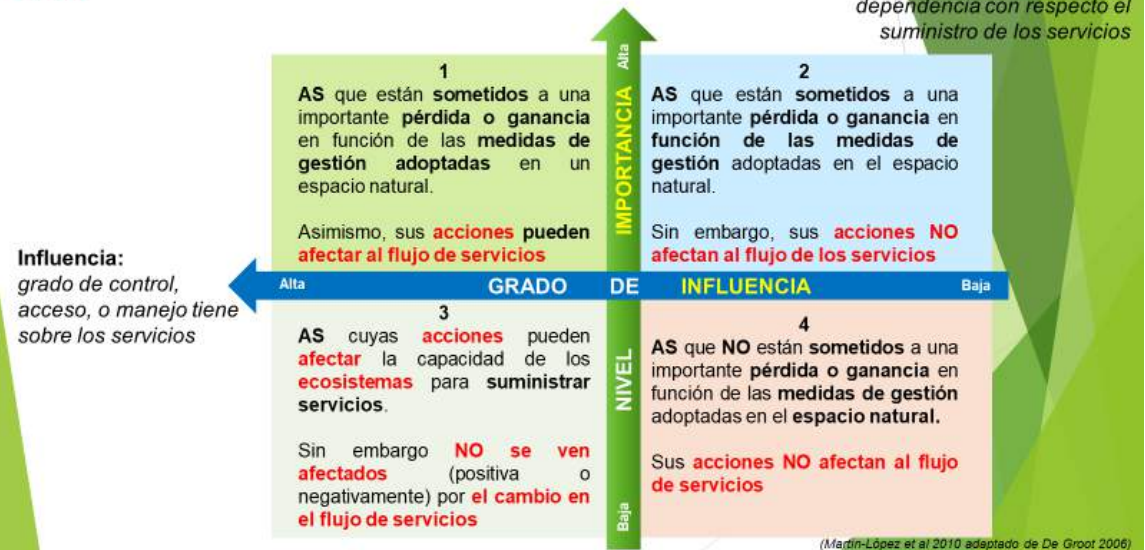 dependencia con respecto el
suministro de los servicios
Alta
IMPORTANCIA
1
AS que están sometidos a una
importante pérdida o ganancia
en función de las medidas de
gestión adoptadas en un
espacio natural.
Asimismo, sus acciones pueden
afectar al flujo de servicios
2
AS que están sometidos a una
importante pérdida o ganancia en
función de las medidas de
gestión adoptadas en el espacio
natural.
Sin embargo, sus acciones NO
afectan al flujo de los servicios
Influencia:
grado de control,
acceso, o manejo tiene
sobre los servicios
Alta GRADO DE INFLUENCIA Baja
3
AS cuyas acciones pueden
afectar la capacidad de los
ecosistemas para suministrar
servicios.
Sin embargo NO se ven
afectados (positiva o
negativamente) por el cambio en
el flujo de servicios
NIVEL
Baja
4
AS que NO están sometidos a una
importante pérdida o ganancia en
función de las medidas de gestión
adoptadas en el espacio natural.
Sus acciones NO afectan al flujo
de servicios
(Martín-López et al 2010 adaptado de De Groot 2006)